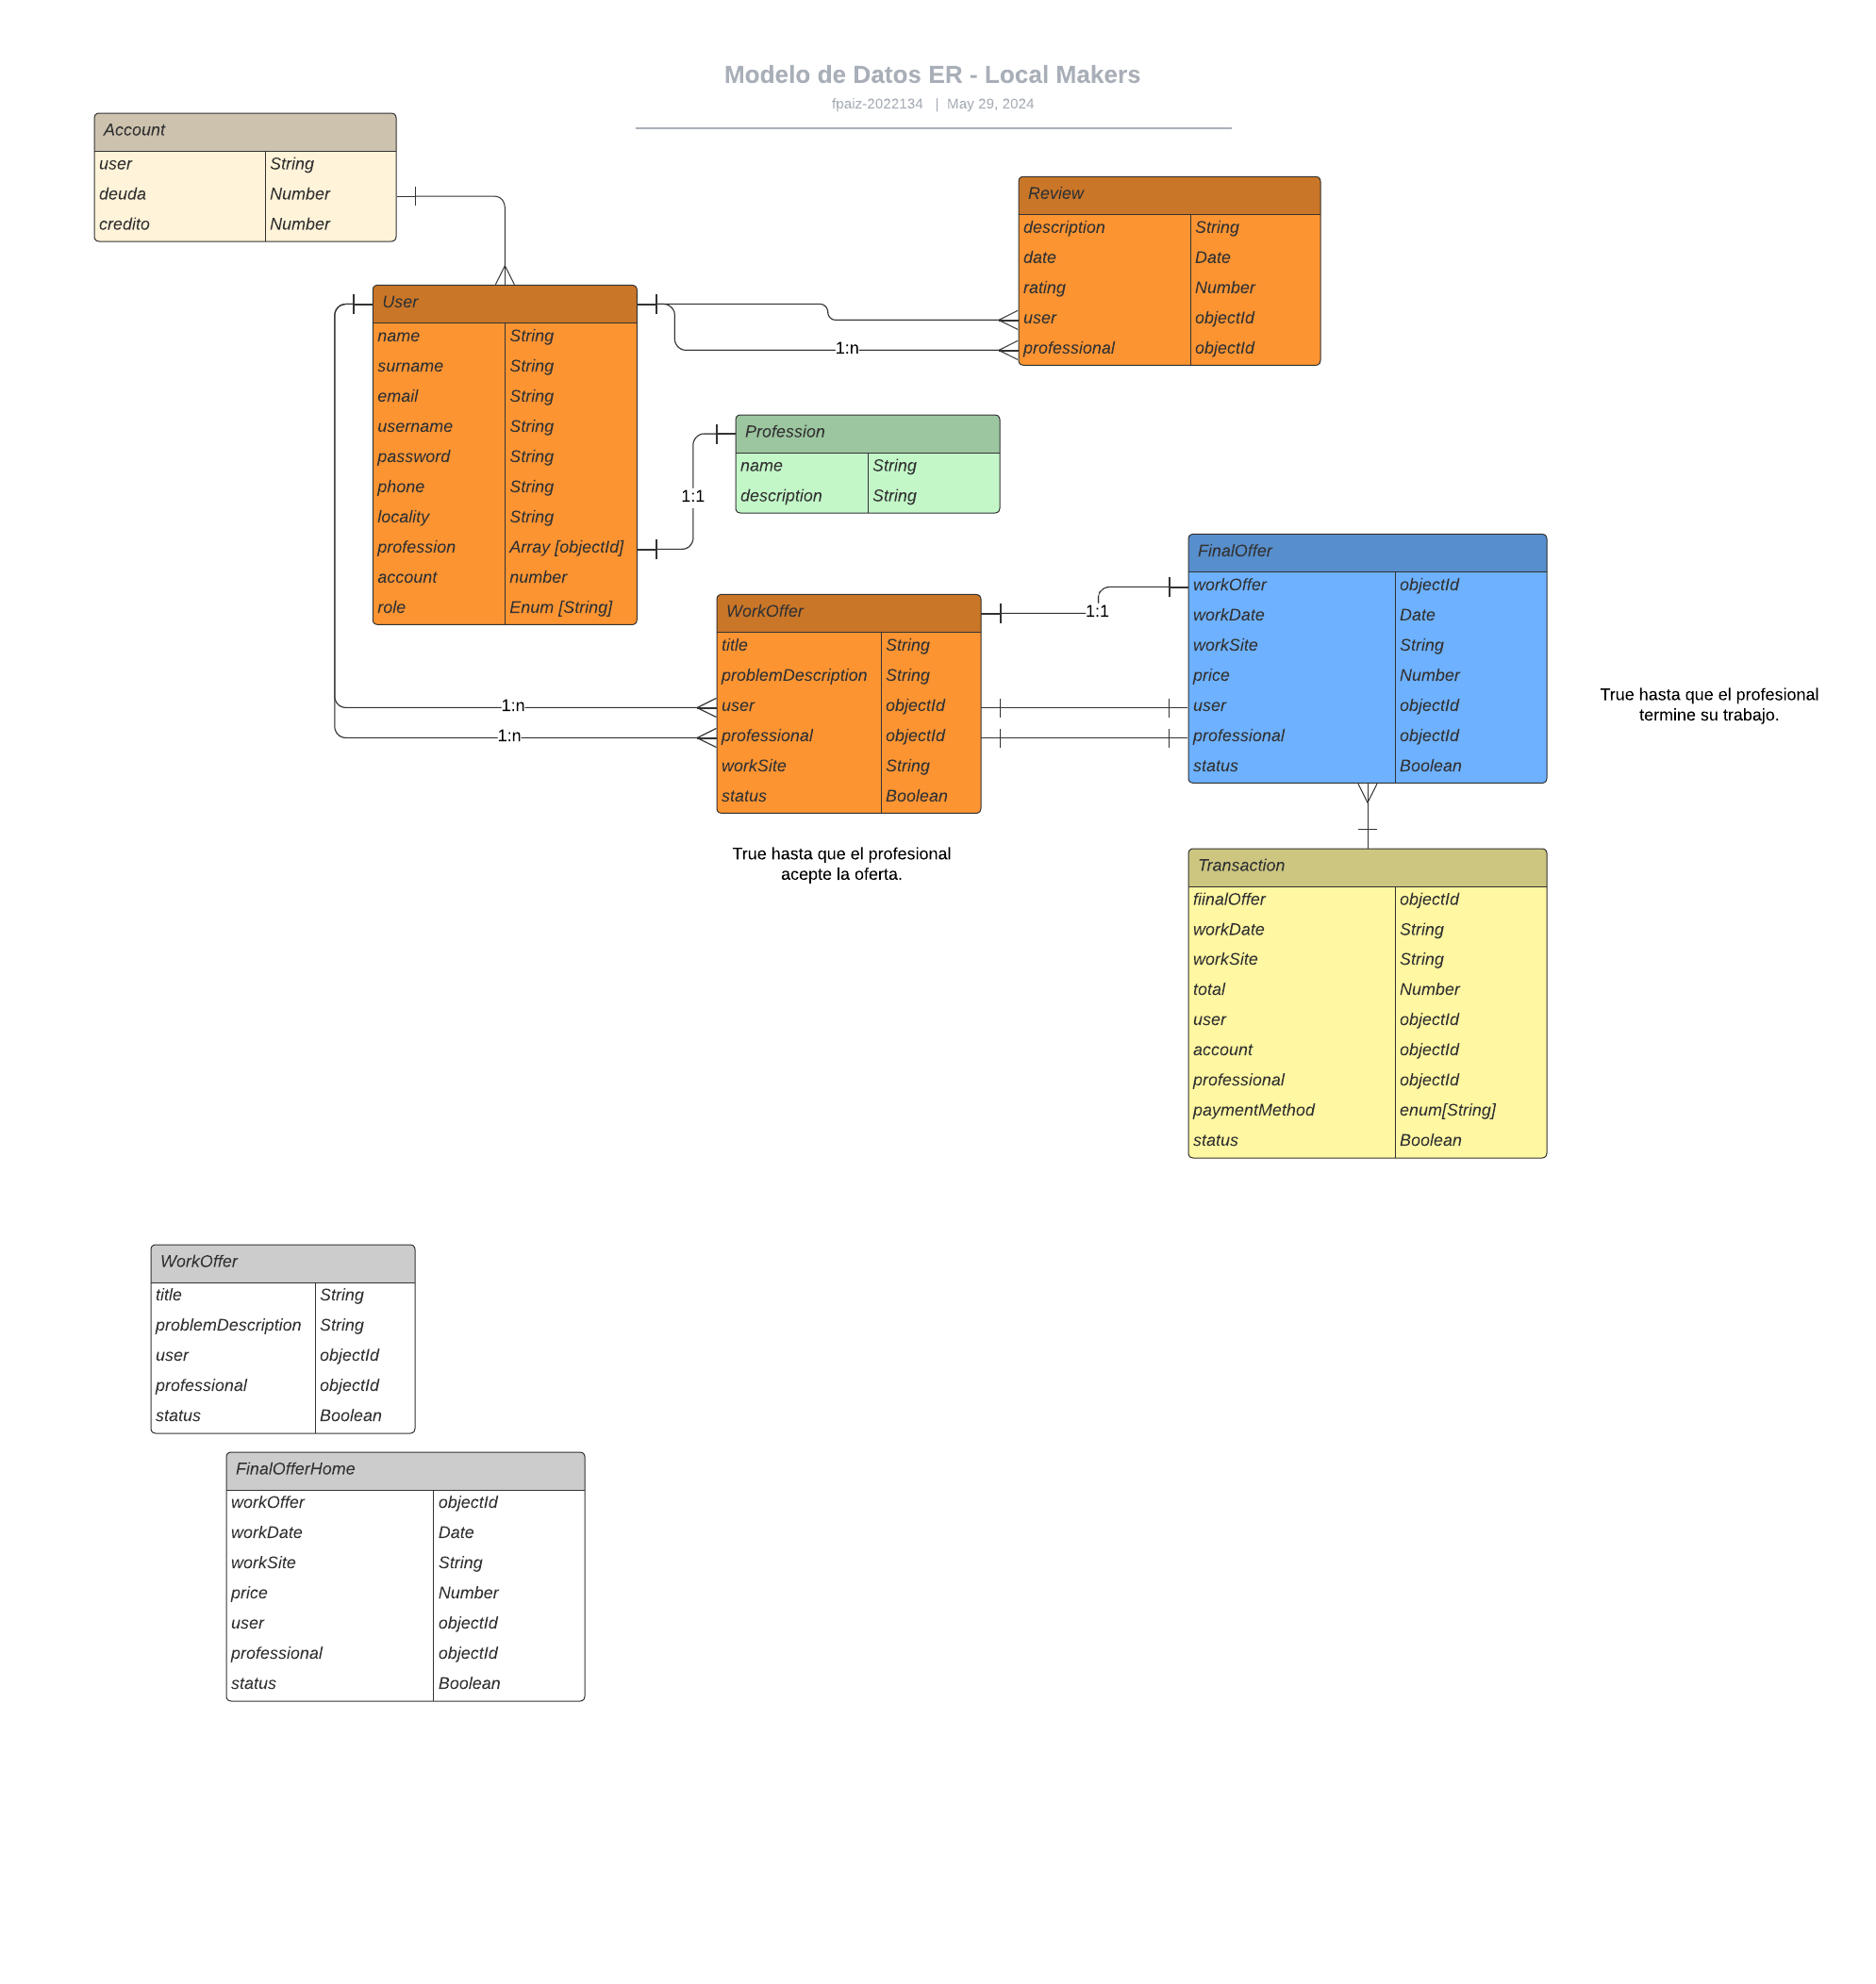 Modelo de Datos ER - Local Makers
fpaiz-2022134 | May 29, 2024
Account
user String
deuda Number
credito Number
Review
description String
date Date
rating Number
user objectId
professional objectId
1:n
User
name String
surname String
email String
username String
password String
phone String
locality String
profession Array [objectId]
account number
role Enum [String]
Profession
name String
description String
1:1
WorkOffer
title String
problemDescription String
user objectId
professional objectId
workSite String
status Boolean
1:n
1:n
True hasta que el profesional
acepte la oferta.
1:1
FinalOffer
workOffer objectId
workDate Date
workSite String
price Number
user objectId
professional objectId
status Boolean
True hasta que el profesional
termine su trabajo.
Transaction
fiinalOffer objectId
workDate String
workSite String
total Number
user objectId
account objectId
professional objectId
paymentMethod enum[String]
status Boolean
WorkOffer
title String
problemDescription String
user objectId
professional objectId
status Boolean
FinalOfferHome
workOffer objectId
workDate Date
workSite String
price Number
user objectId
professional objectId
status Boolean